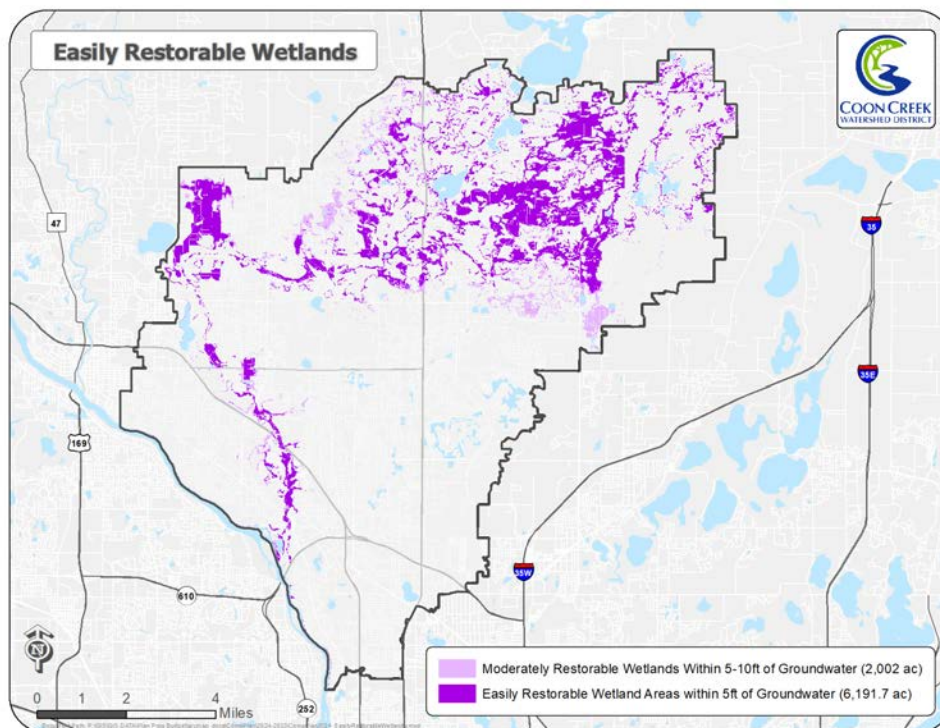 Easily Restorable Wetlands
COON CREEK
WATERSHED DISTRICT
47
35
35E
169
35W
610
252
N
0 2 4
Miles
Moderately Restorable Wetlands Within 5-10ft of Groundwater (2,002 ac)
Easily Restorable Wetland Areas within 5ft of Groundwater (6,191.7 ac)